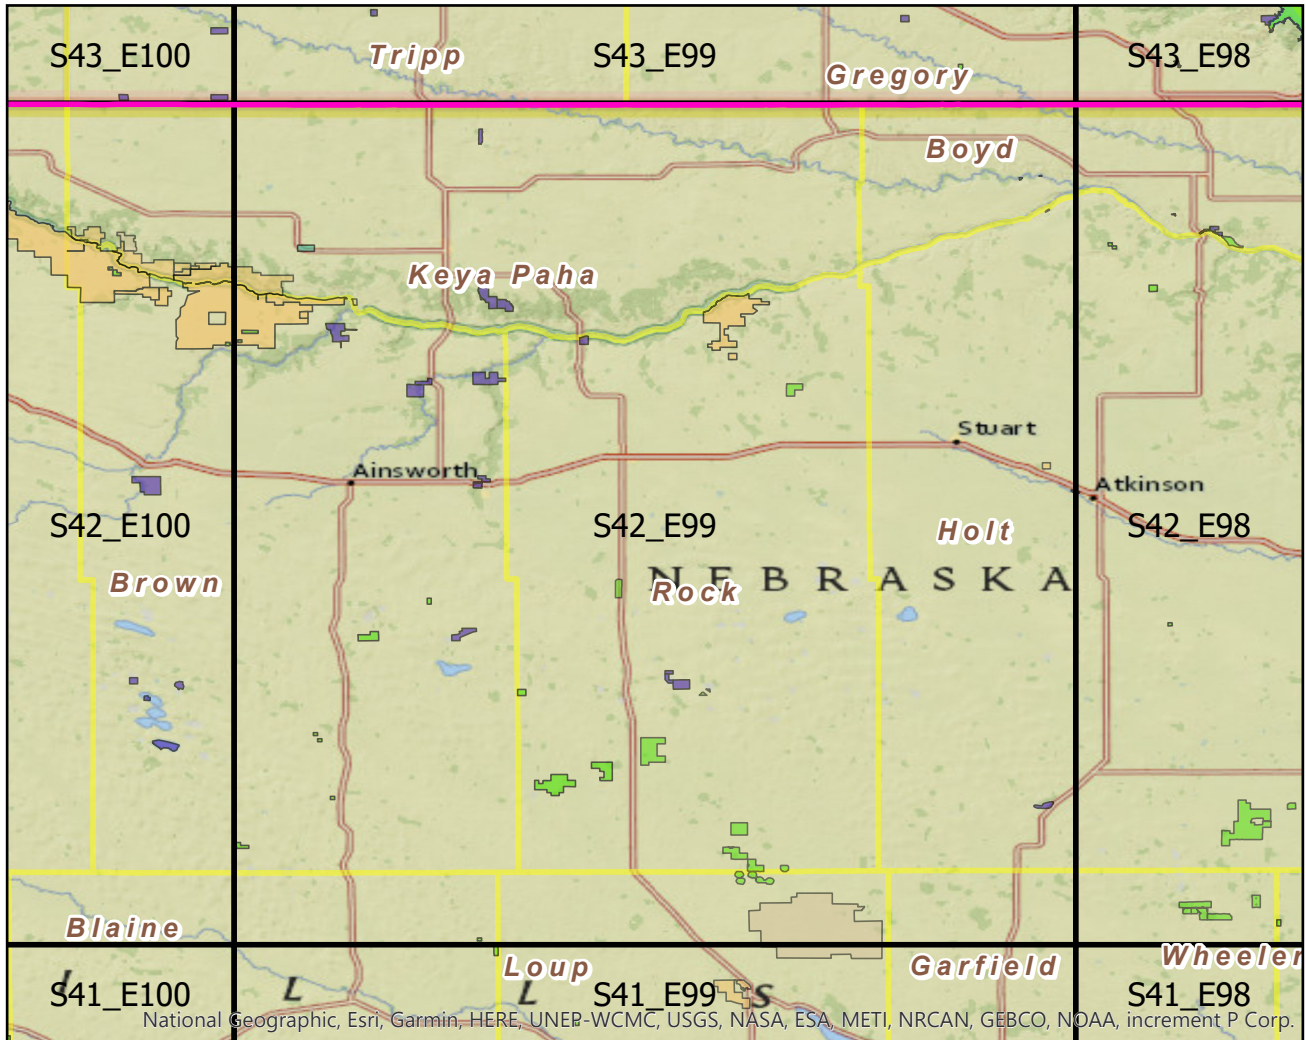 S43_E100
Tripp
S43_E99
Gregory
S43_E98
Boyd
Keya Paha
Stuart
Ainsworth
Atkinson
S42_E100
S42_E99
Holt
S42_E98
Brown
NEBRASKA
Rock
Blaine
Loup
Garfield
Wheeler
S41_E100
L
L
S41_E99
S
S41_E98
National Geographic, Esri, Garmin, HERE, UNEP-WCMC, USGS, NASA, ESA, METI, NRCAN, GEBCO, NOAA, increment P Corp.